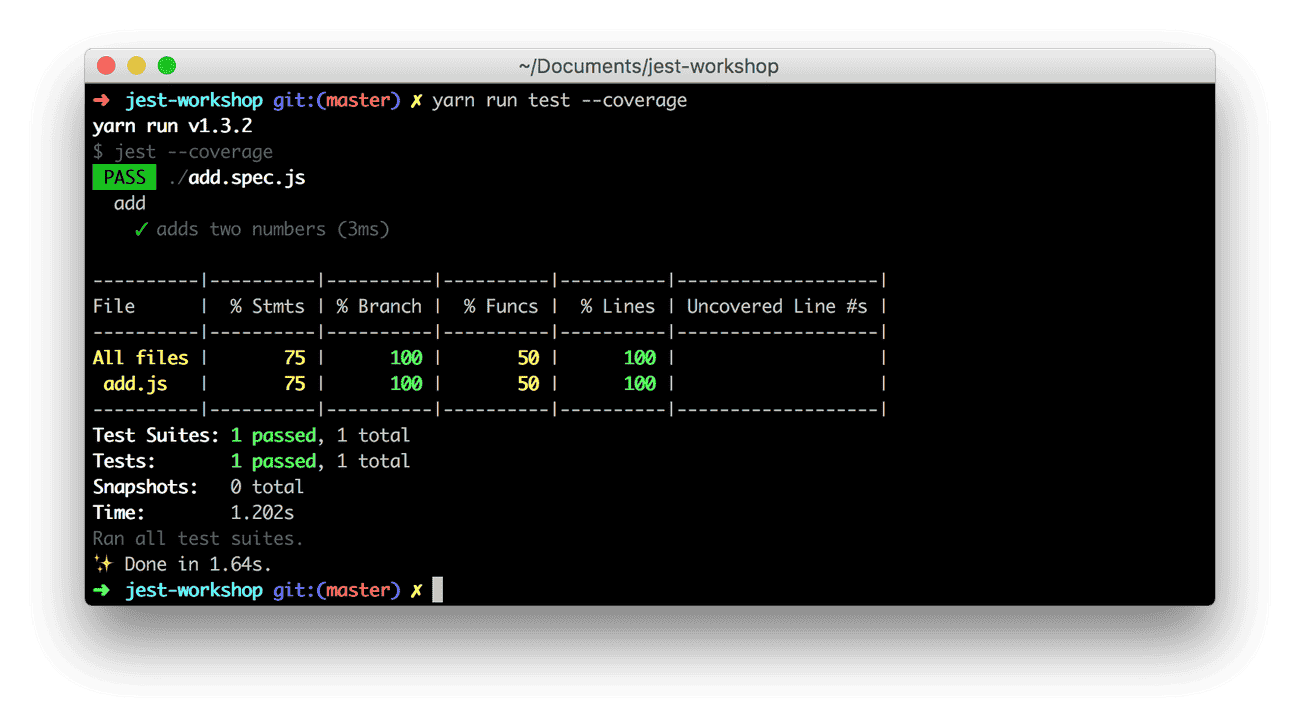 ~/Documents/jest-workshop
➜  jest-workshop git:(master) ✗ yarn run test --coverage
yarn run v1.3.2
$ jest --coverage
 PASS  ./add.spec.js
  add
    ✓ adds two numbers (3ms)

----------|----------|----------|----------|----------|-------------------|
File      |  % Stmts | % Branch |  % Funcs |  % Lines | Uncovered Line #s |
----------|----------|----------|----------|----------|-------------------|
All files |       75 |      100 |       50 |      100 |                   |
 add.js   |       75 |      100 |       50 |      100 |                   |
----------|----------|----------|----------|----------|-------------------|
Test Suites: 1 passed, 1 total
Tests:       1 passed, 1 total
Snapshots:   0 total
Time:        1.202s
Ran all test suites.
✨ Done in 1.64s.
➜  jest-workshop git:(master) ✗